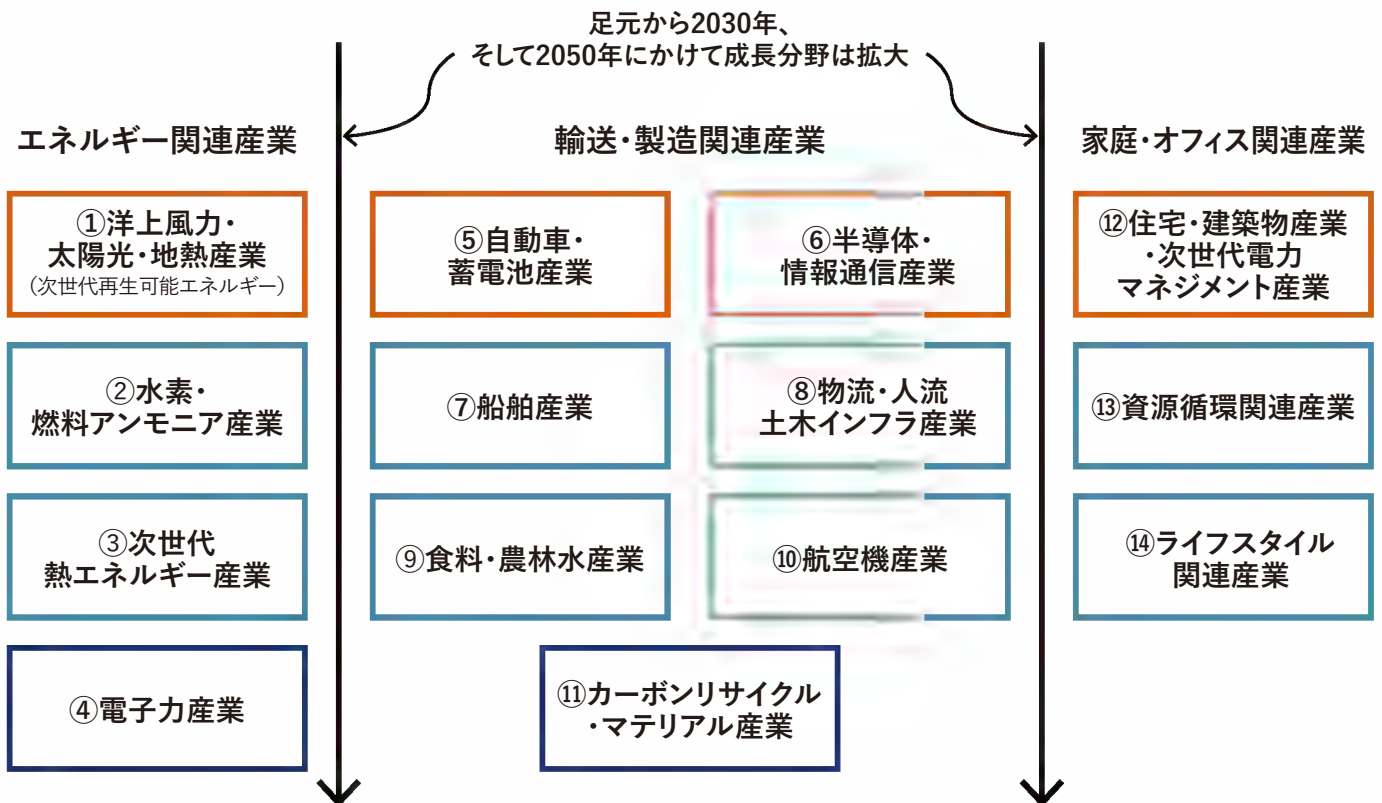 足元から2030年、
そして2050年にかけて成長分野は拡大
エネルギー関連産業
①洋上風力・
太陽光・地熱産業
(次世代再生可能エネルギー)
②水素・
燃料アンモニア産業
③次世代
熱エネルギー産業
④電子力産業
輸送・製造関連産業
⑤自動車・
蓄電池産業
⑥半導体・
情報通信産業
⑦船舶産業
⑧物流・人流
土木インフラ産業
⑨食料・農林水産業
⑩航空機産業
⑪カーボンリサイクル
・マテリアル産業
家庭・オフィス関連産業
⑫住宅・建築物産業
・次世代電力
マネジメント産業
⑬資源循環関連産業
⑭ライフスタイル
関連産業